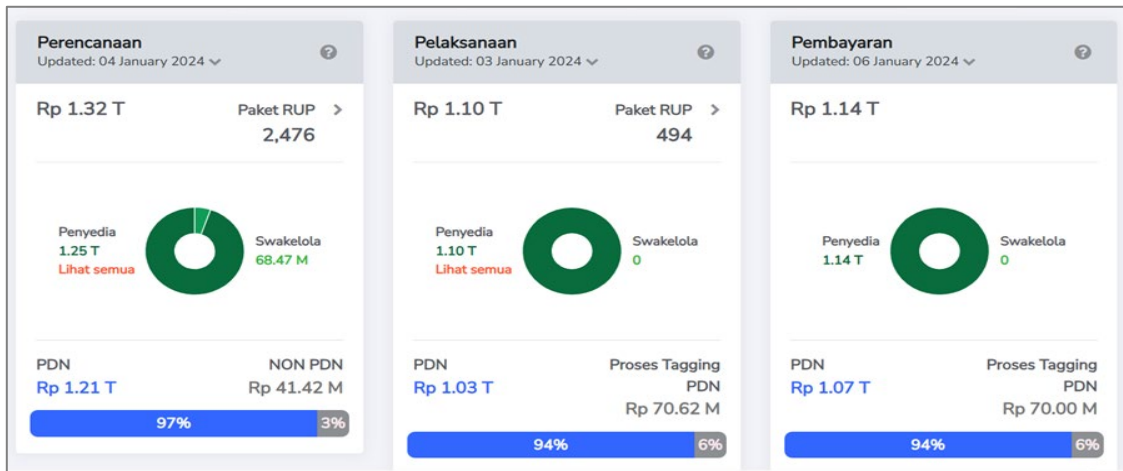 Perencanaan
Updated: 04 January 2024
Rp 1.32 T
Paket RUP >
2,476
Penyedia
1.25 T
Lihat semua
Swakelola
68.47 M
PDN
Rp 1.21 T
NON PDN
Rp 41.42 M
97%
3%
Pelaksanaan
Updated: 03 January 2024
Rp 1.10 T
Paket RUP >
494
Penyedia
1.10 T
Lihat semua
Swakelola
0
PDN
Rp 1.03 T
Proses Tagging
PDN
Rp 70.62 M
94%
6%
Pembayaran
Updated: 06 January 2024
Rp 1.14 T
Penyedia
1.14 T
Swakelola
0
PDN
Rp 1.07 T
Proses Tagging
PDN
Rp 70.00 M
94%
6%